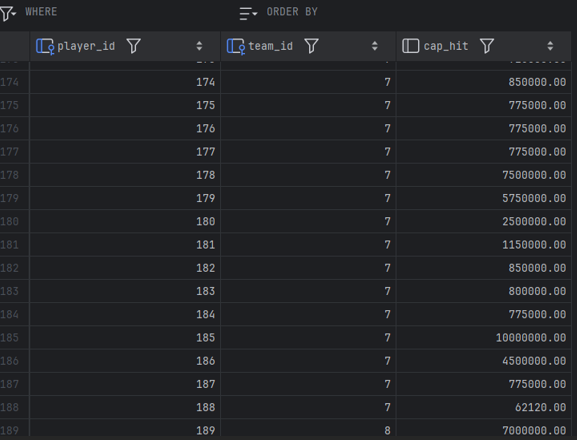 WHERE ORDER BY
player_id team_id cap_hit
174 174 7 850000.00
175 175 7 775000.00
176 176 7 775000.00
177 177 7 775000.00
178 178 7 7500000.00
179 179 7 5750000.00
180 180 7 2500000.00
181 181 7 1150000.00
182 182 7 850000.00
183 183 7 800000.00
184 184 7 775000.00
185 185 7 10000000.00
186 186 7 4500000.00
187 187 7 775000.00
188 188 7 62120.00
189 189 8 7000000.00